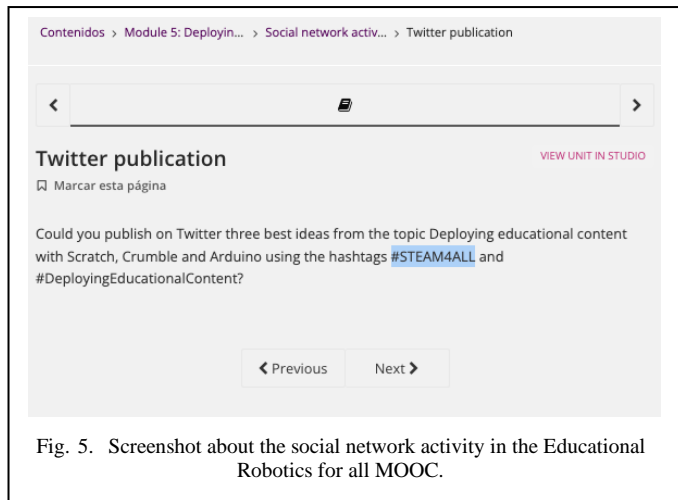 Contenidos > Module 5: Deployin... > Social network activ... > Twitter publication
Twitter publication
VIEW UNIT IN STUDIO
Marcar esta página
Could you publish on Twitter three best ideas from the topic Deploying educational content
with Scratch, Crumble and Arduino using the hashtags #STEAM4ALL and
#DeployingEducationalContent?
Previous
Next
Fig. 5. Screenshot about the social network activity in the Educational
Robotics for all MOOC.